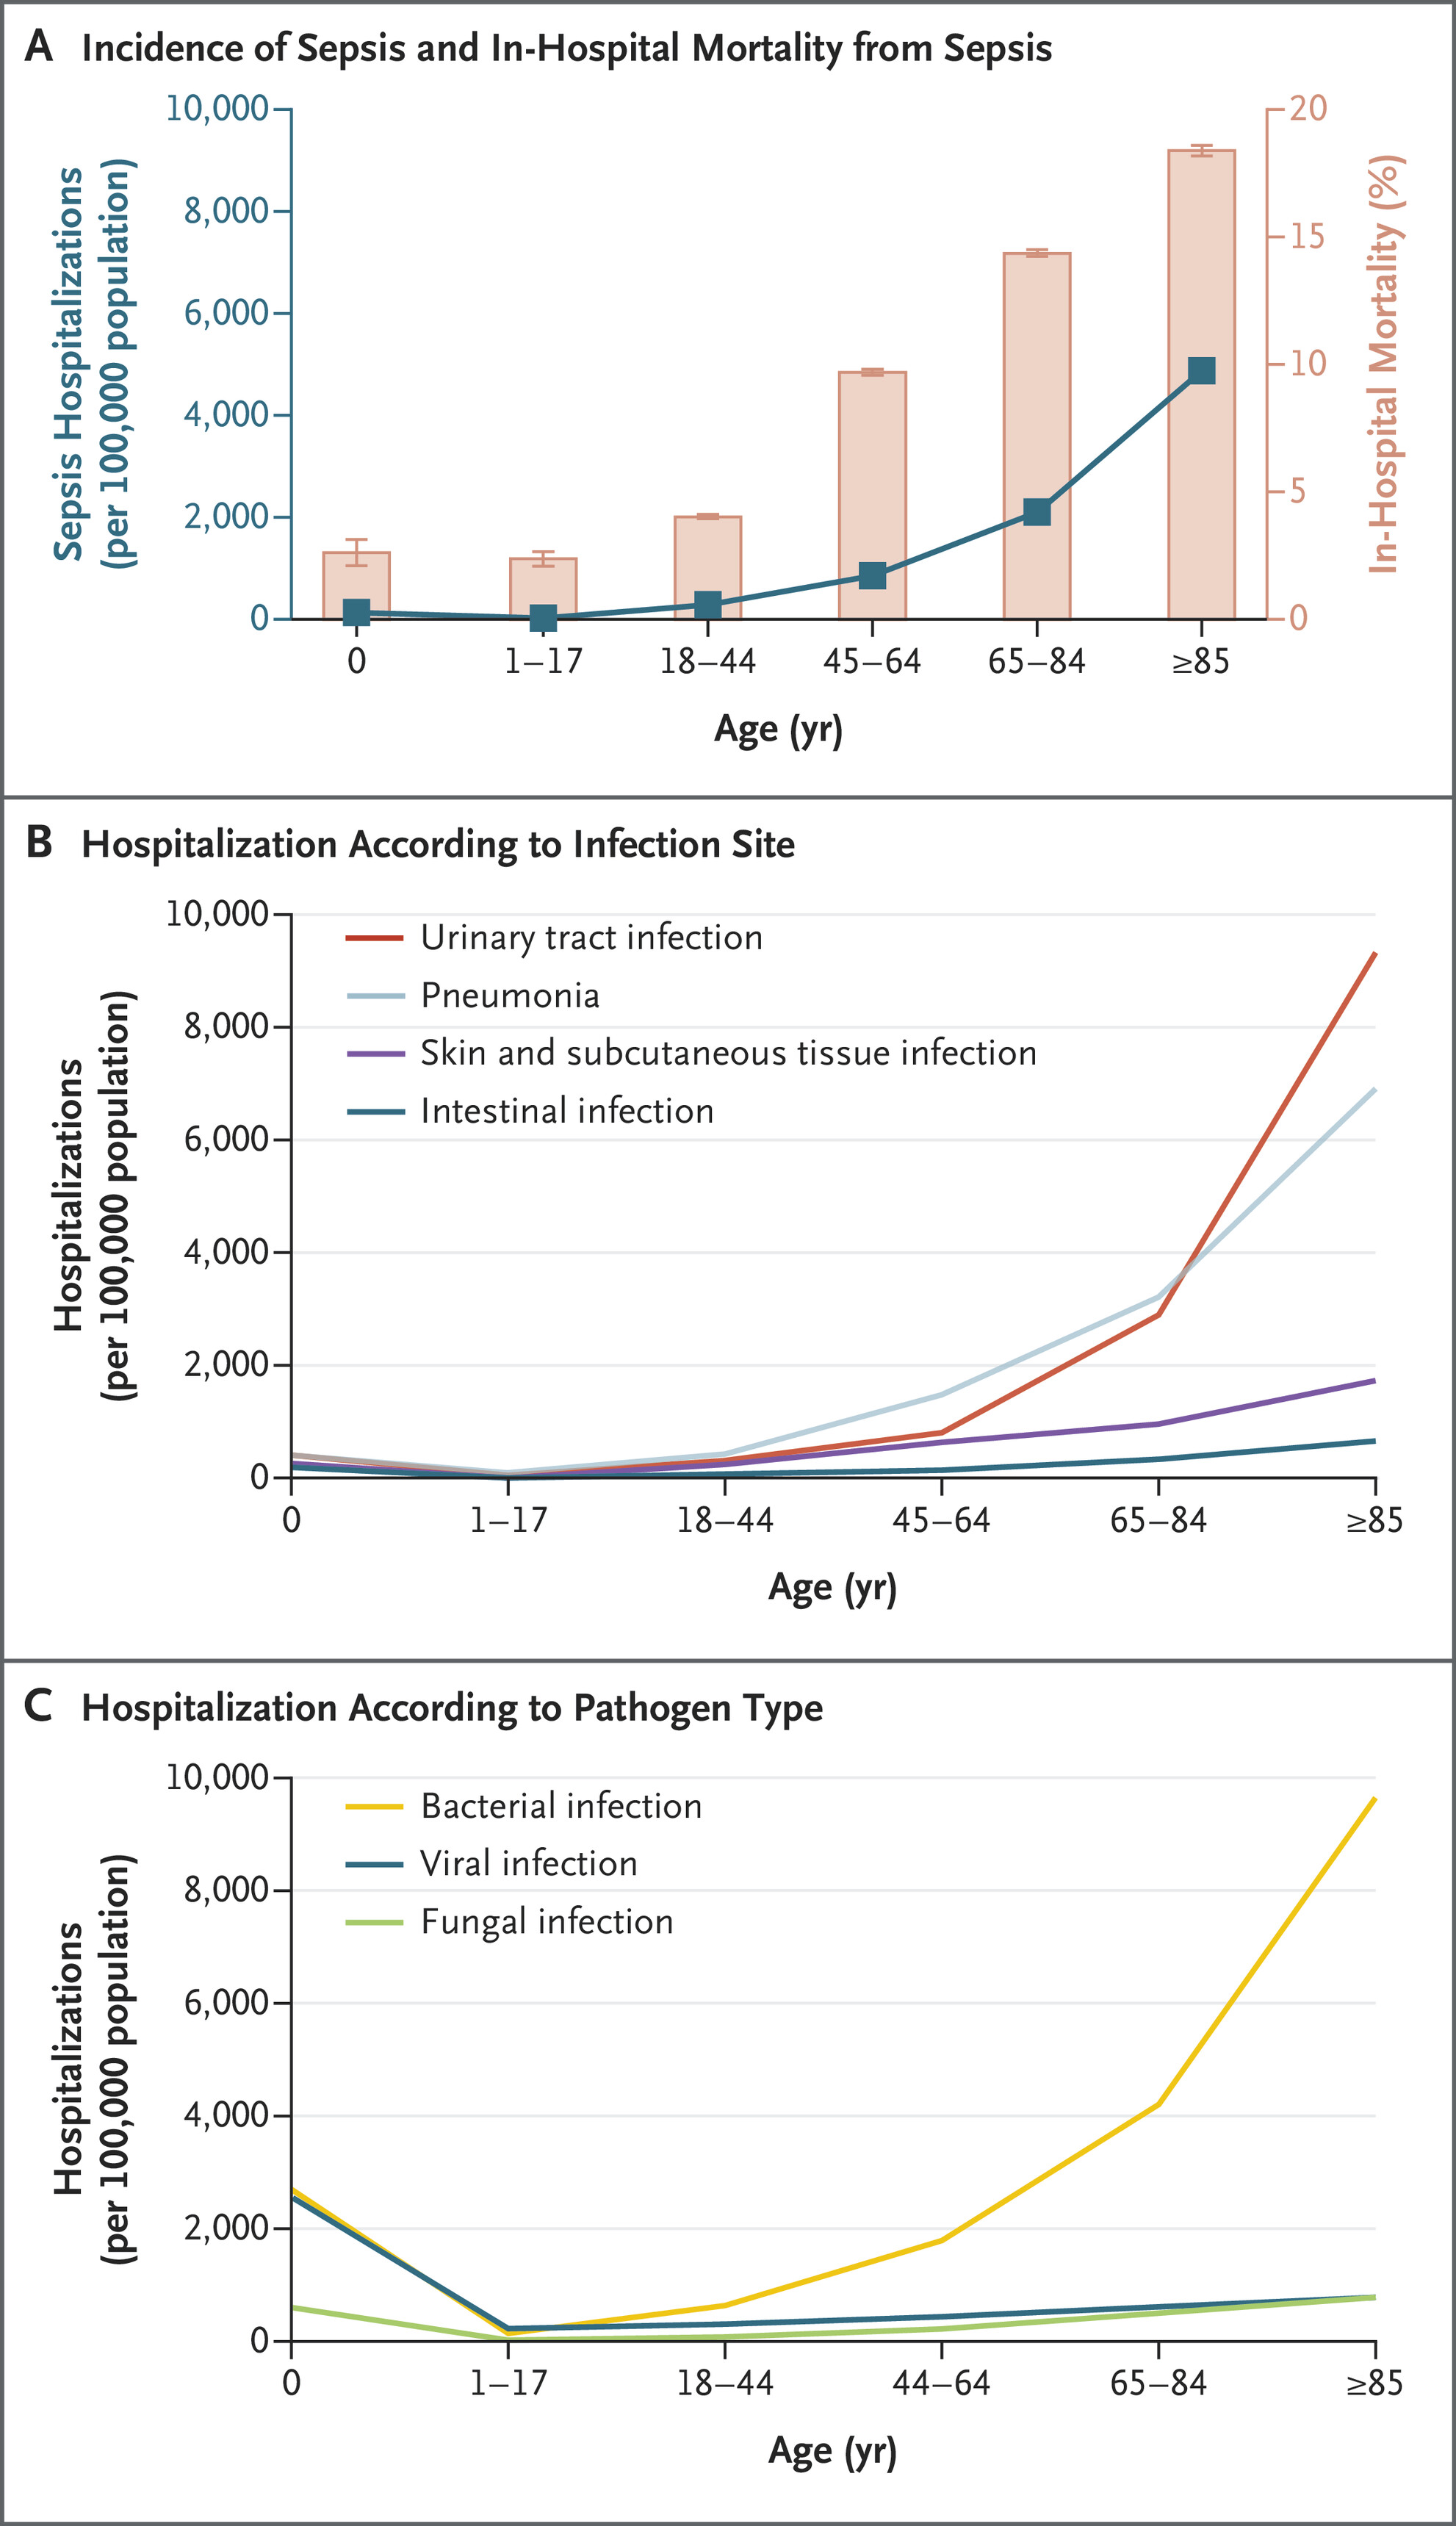 A Incidence of Sepsis and In-Hospital Mortality from Sepsis
Sepsis Hospitalizations
(per 100,000 population)
10,000
8,000
6,000
4,000
2,000
0
20
15
10
5
0
In-Hospital Mortality (%)
0 1–17 18–44 45–64 65–84 ≥85
Age (yr)
B Hospitalization According to Infection Site
Hospitalizations
(per 100,000 population)
10,000
8,000
6,000
4,000
2,000
0
Urinary tract infection
Pneumonia
Skin and subcutaneous tissue infection
Intestinal infection
0 1–17 18–44 45–64 65–84 ≥85
Age (yr)
C Hospitalization According to Pathogen Type
Hospitalizations
(per 100,000 population)
10,000
8,000
6,000
4,000
2,000
0
Bacterial infection
Viral infection
Fungal infection
0 1–17 18–44 44–64 65–84 ≥85
Age (yr)